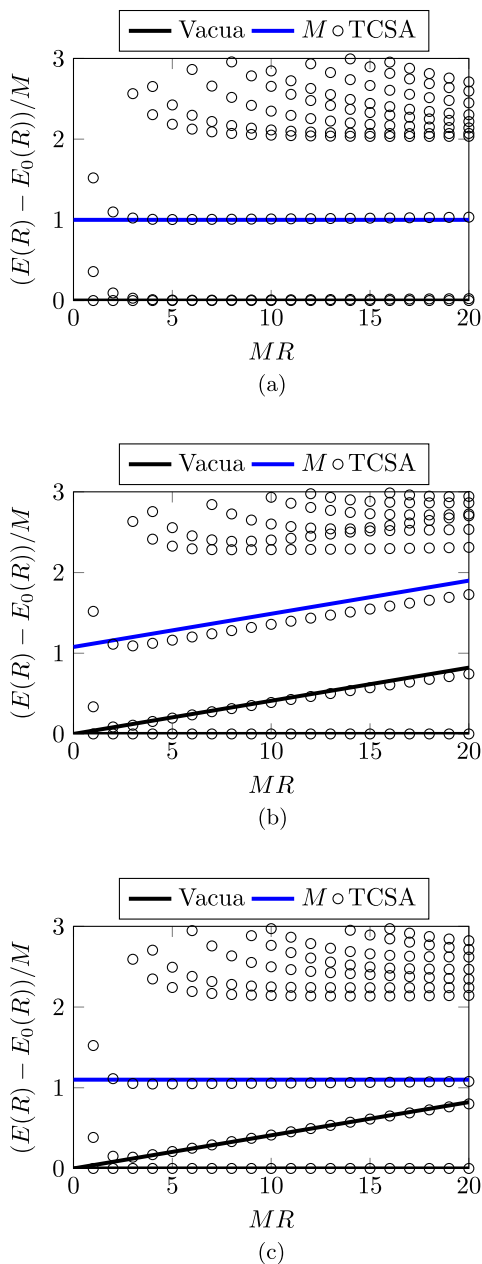 Vacua M TCSA
3
2
1
0
(E(R) − E₀(R))/M
0 5 10 15 20
MR
(a)
Vacua M TCSA
3
2
1
0
(E(R) − E₀(R))/M
0 5 10 15 20
MR
(b)
Vacua M TCSA
3
2
1
0
(E(R) − E₀(R))/M
0 5 10 15 20
MR
(c)